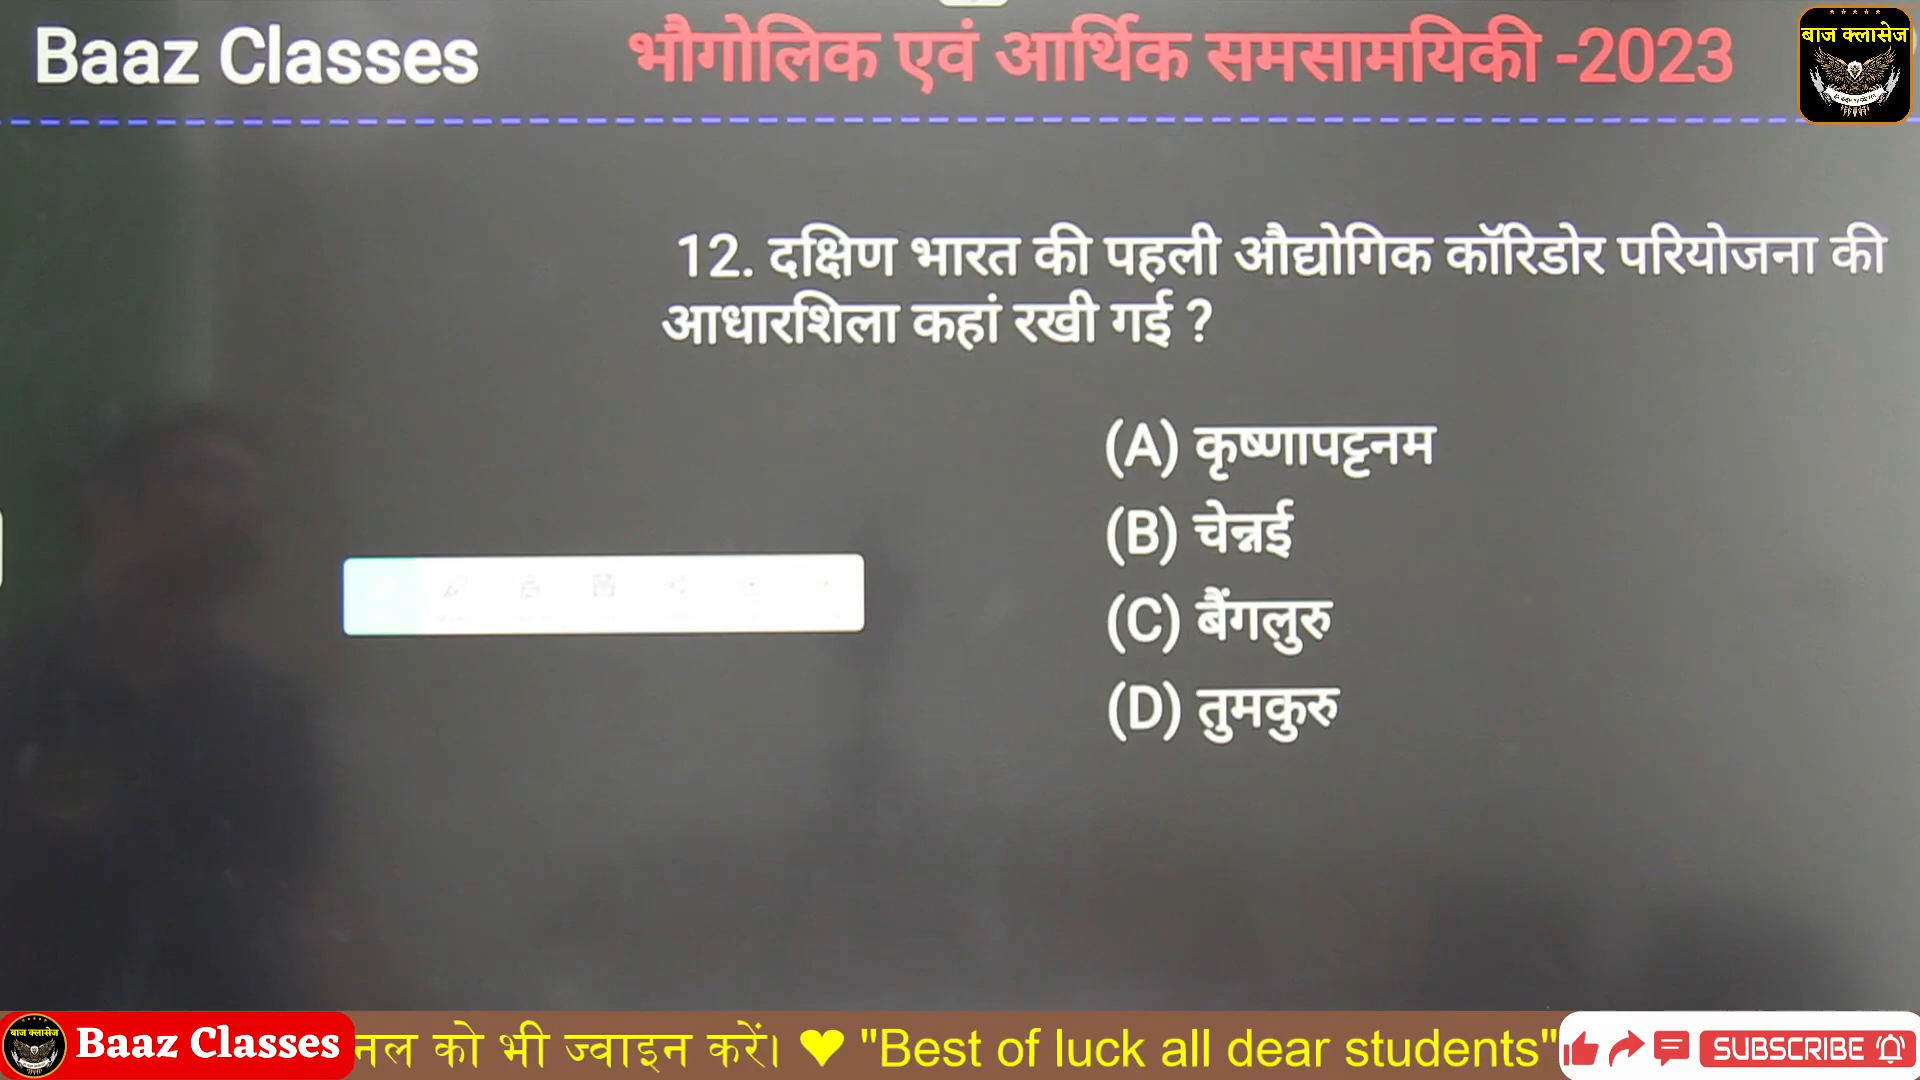 Baaz Classes
भौगोलिक एवं आर्थिक समसामयिकी -2023
बाज क्लासेज
12. दक्षिण भारत की पहली औद्योगिक कॉरिडोर परियोजना की
आधारशिला कहां रखी गई ?
(A) कृष्णापट्टनम
(B) चेन्नई
(C) बैंगलुरु
(D) तुमकुरु
बाज क्लासेज
Baaz Classes
नल को भी ज्वाइन करें। ❤ "Best of luck all dear students"
SUBSCRIBE